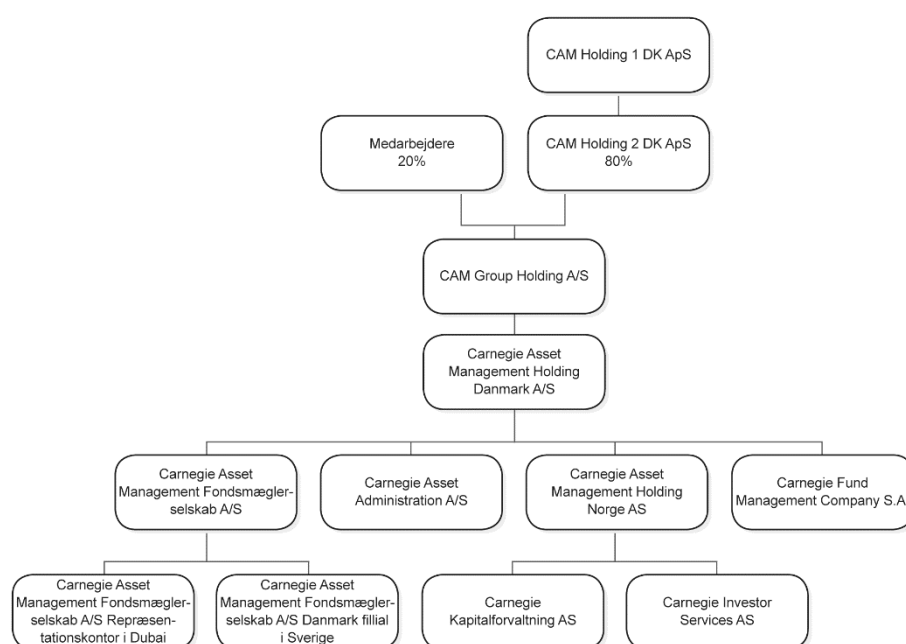 CAM Holding 1 DK ApS
Medarbejdere
20%
CAM Holding 2 DK ApS
80%
CAM Group Holding A/S
Carnegie Asset
Management Holding
Danmark A/S
Carnegie Asset
Management Fondsmægler-
selskab A/S
Carnegie Asset
Administration A/S
Carnegie Asset
Management Holding
Norge AS
Carnegie Fund
Management Company S.A
Carnegie Asset
Management Fondsmægler-
selskab A/S Repræsen-
tationskontor i Dubai
Carnegie Asset
Management Fondsmægler-
selskab A/S Danmark fillial
i Sverige
Carnegie
Kapitalforvaltning AS
Carnegie Investor
Services AS